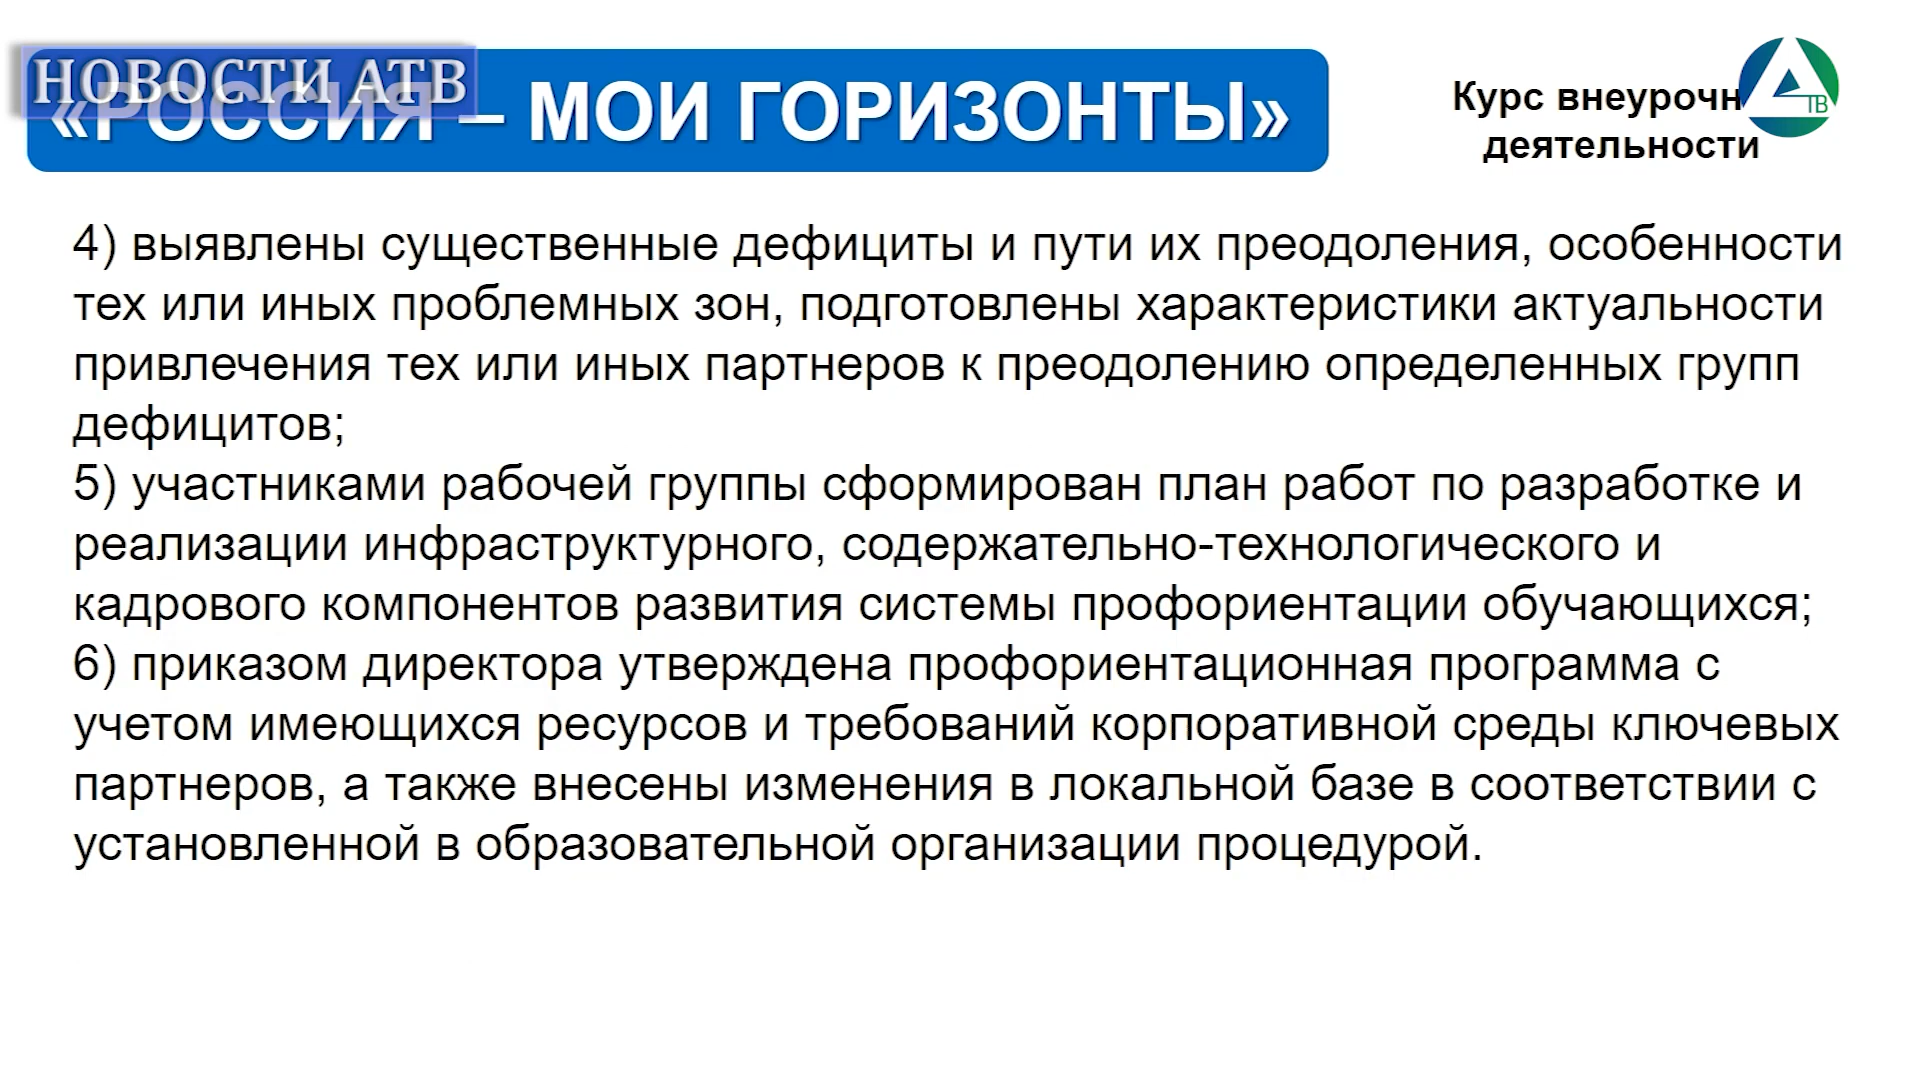 НОВОСТИ АТВ
«РОССИЯ – МОИ ГОРИЗОНТЫ»
Курс внеурочн
деятельности
ТВ
4) выявлены существенные дефициты и пути их преодоления, особенности
тех или иных проблемных зон, подготовлены характеристики актуальности
привлечения тех или иных партнеров к преодолению определенных групп
дефицитов;
5) участниками рабочей группы сформирован план работ по разработке и
реализации инфраструктурного, содержательно-технологического и
кадрового компонентов развития системы профориентации обучающихся;
6) приказом директора утверждена профориентационная программа с
учетом имеющихся ресурсов и требований корпоративной среды ключевых
партнеров, а также внесены изменения в локальной базе в соответствии с
установленной в образовательной организации процедурой.